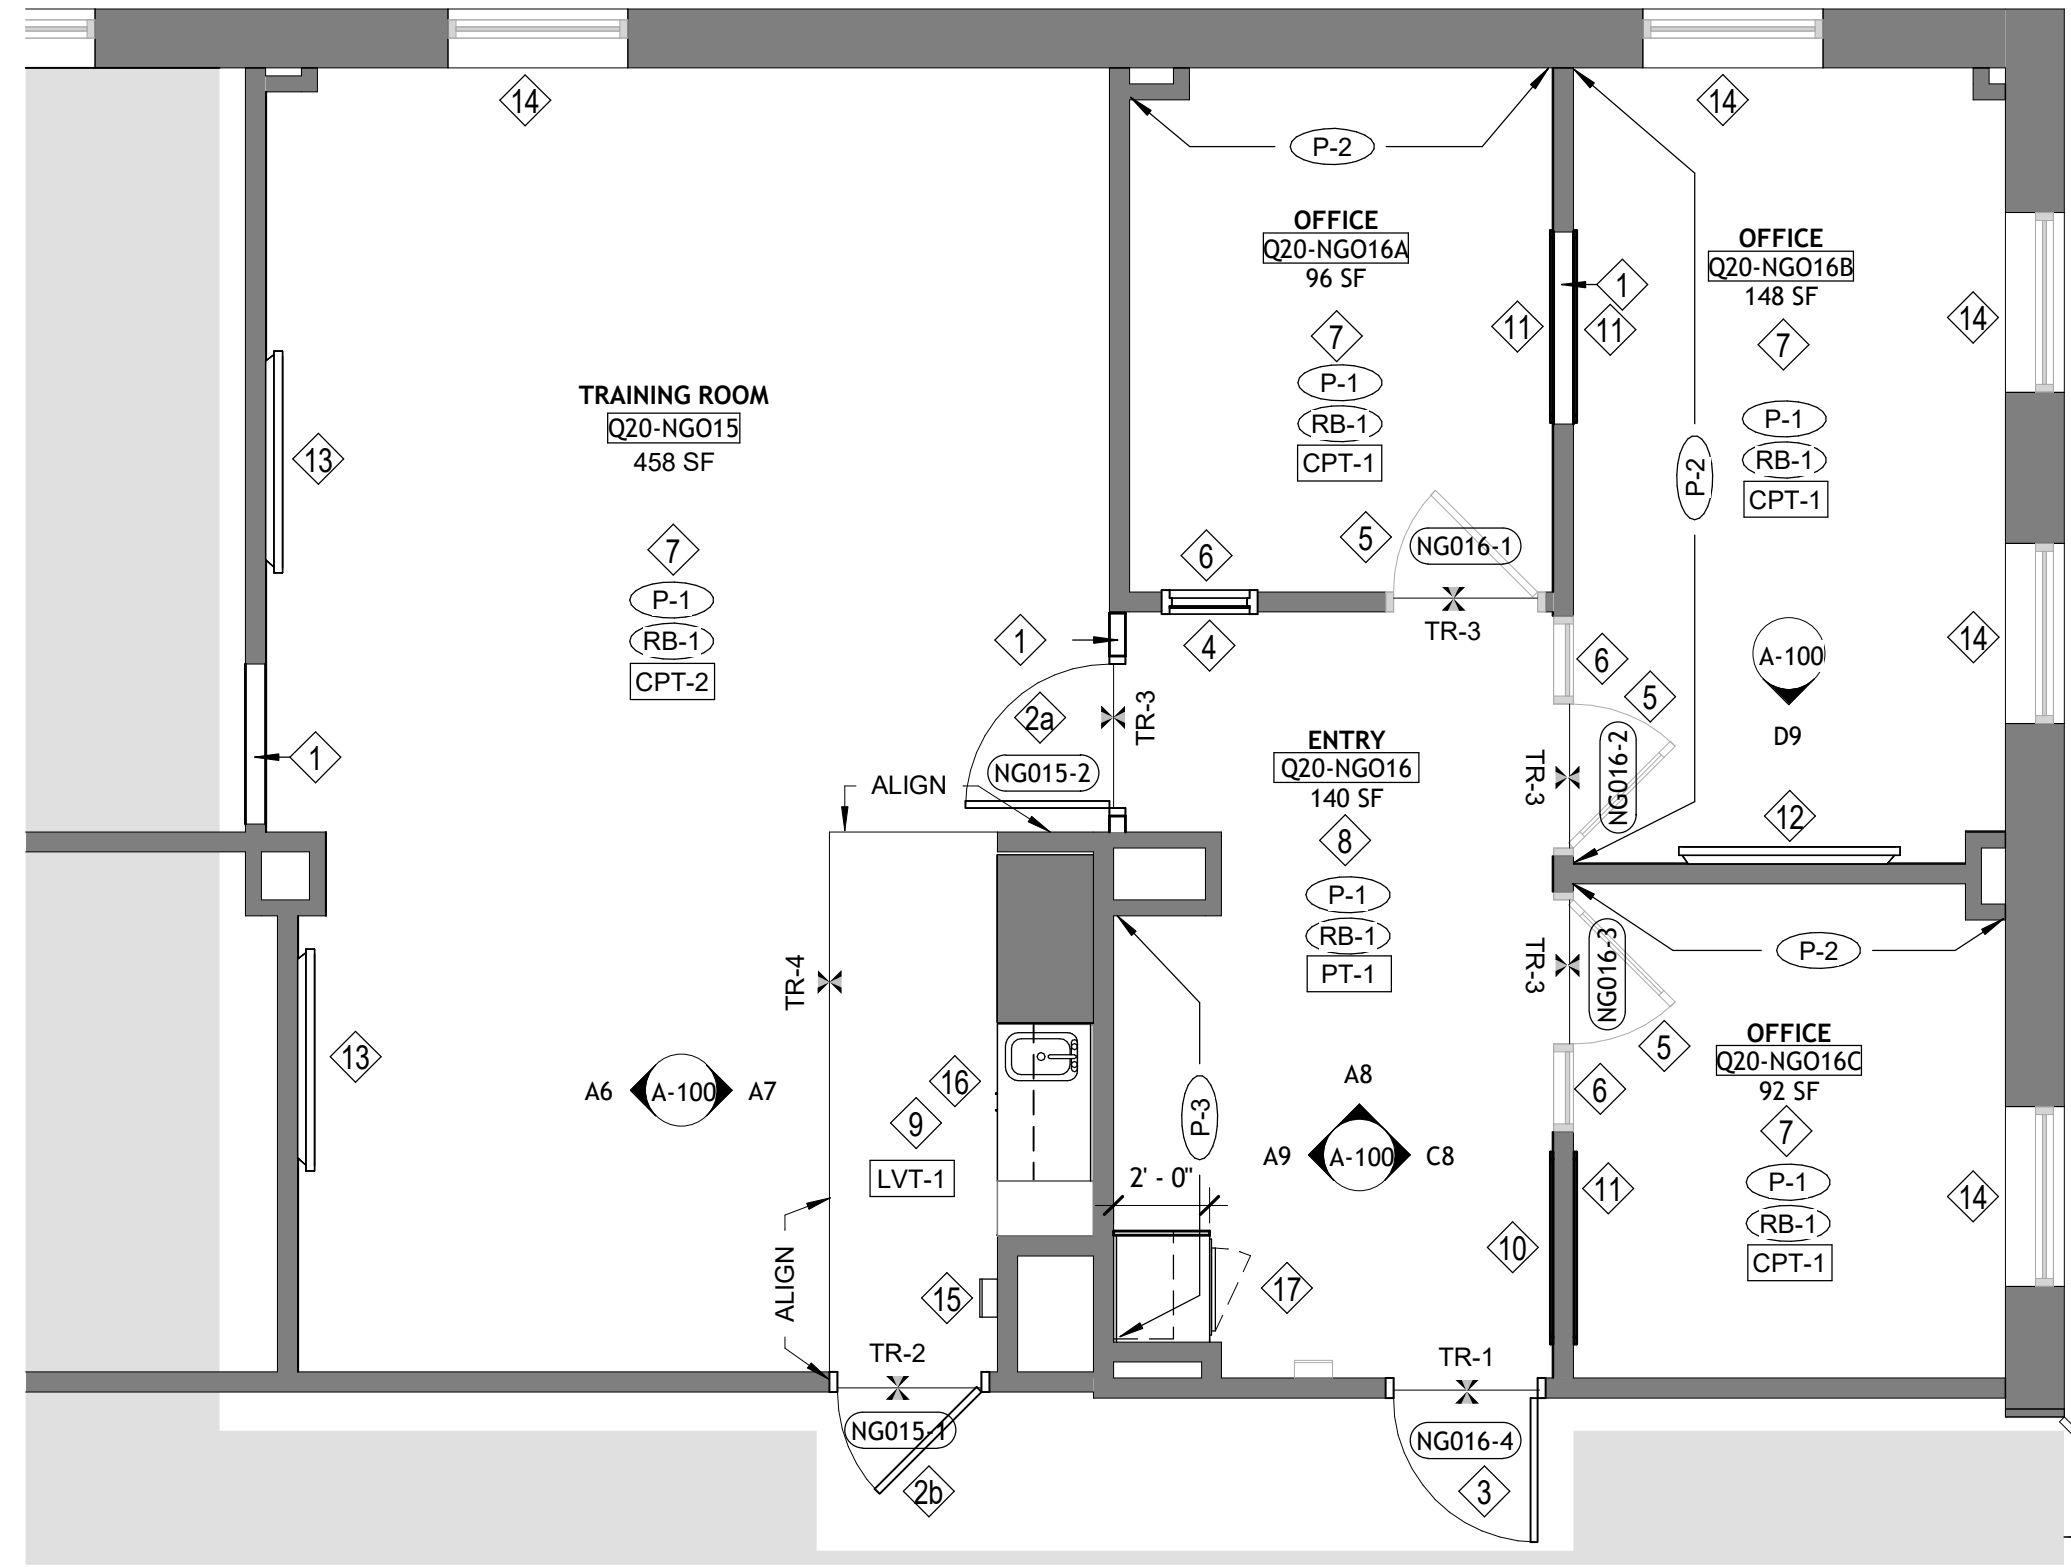 14
14
P-2
OFFICE
Q20-NGO16A
96 SF
OFFICE
Q20-NGO16B
148 SF
1
11
11
14
7
P-1
RB-1
CPT-1
7
P-1
RB-1
CPT-1
P-2
TRAINING ROOM
Q20-NGO15
458 SF
13
7
P-1
RB-1
CPT-2
6
5
NG016-1
4
TR-3
1
6
5
A-100
D9
14
2a
TR-3
NG015-2
1
ALIGN
ENTRY
Q20-NGO16
140 SF
8
P-1
RB-1
PT-1
TR-3
NG016-2
12
TR-3
NG016-3
P-2
5
OFFICE
Q20-NGO16C
92 SF
6
7
P-1
RB-1
CPT-1
11
14
TR-4
13
A6
A-100
A7
16
9
LVT-1
P-3
A8
A9
A-100
C8
2' - 0"
10
ALIGN
15
17
TR-2
TR-1
NG015-1
NG016-4
2b
3